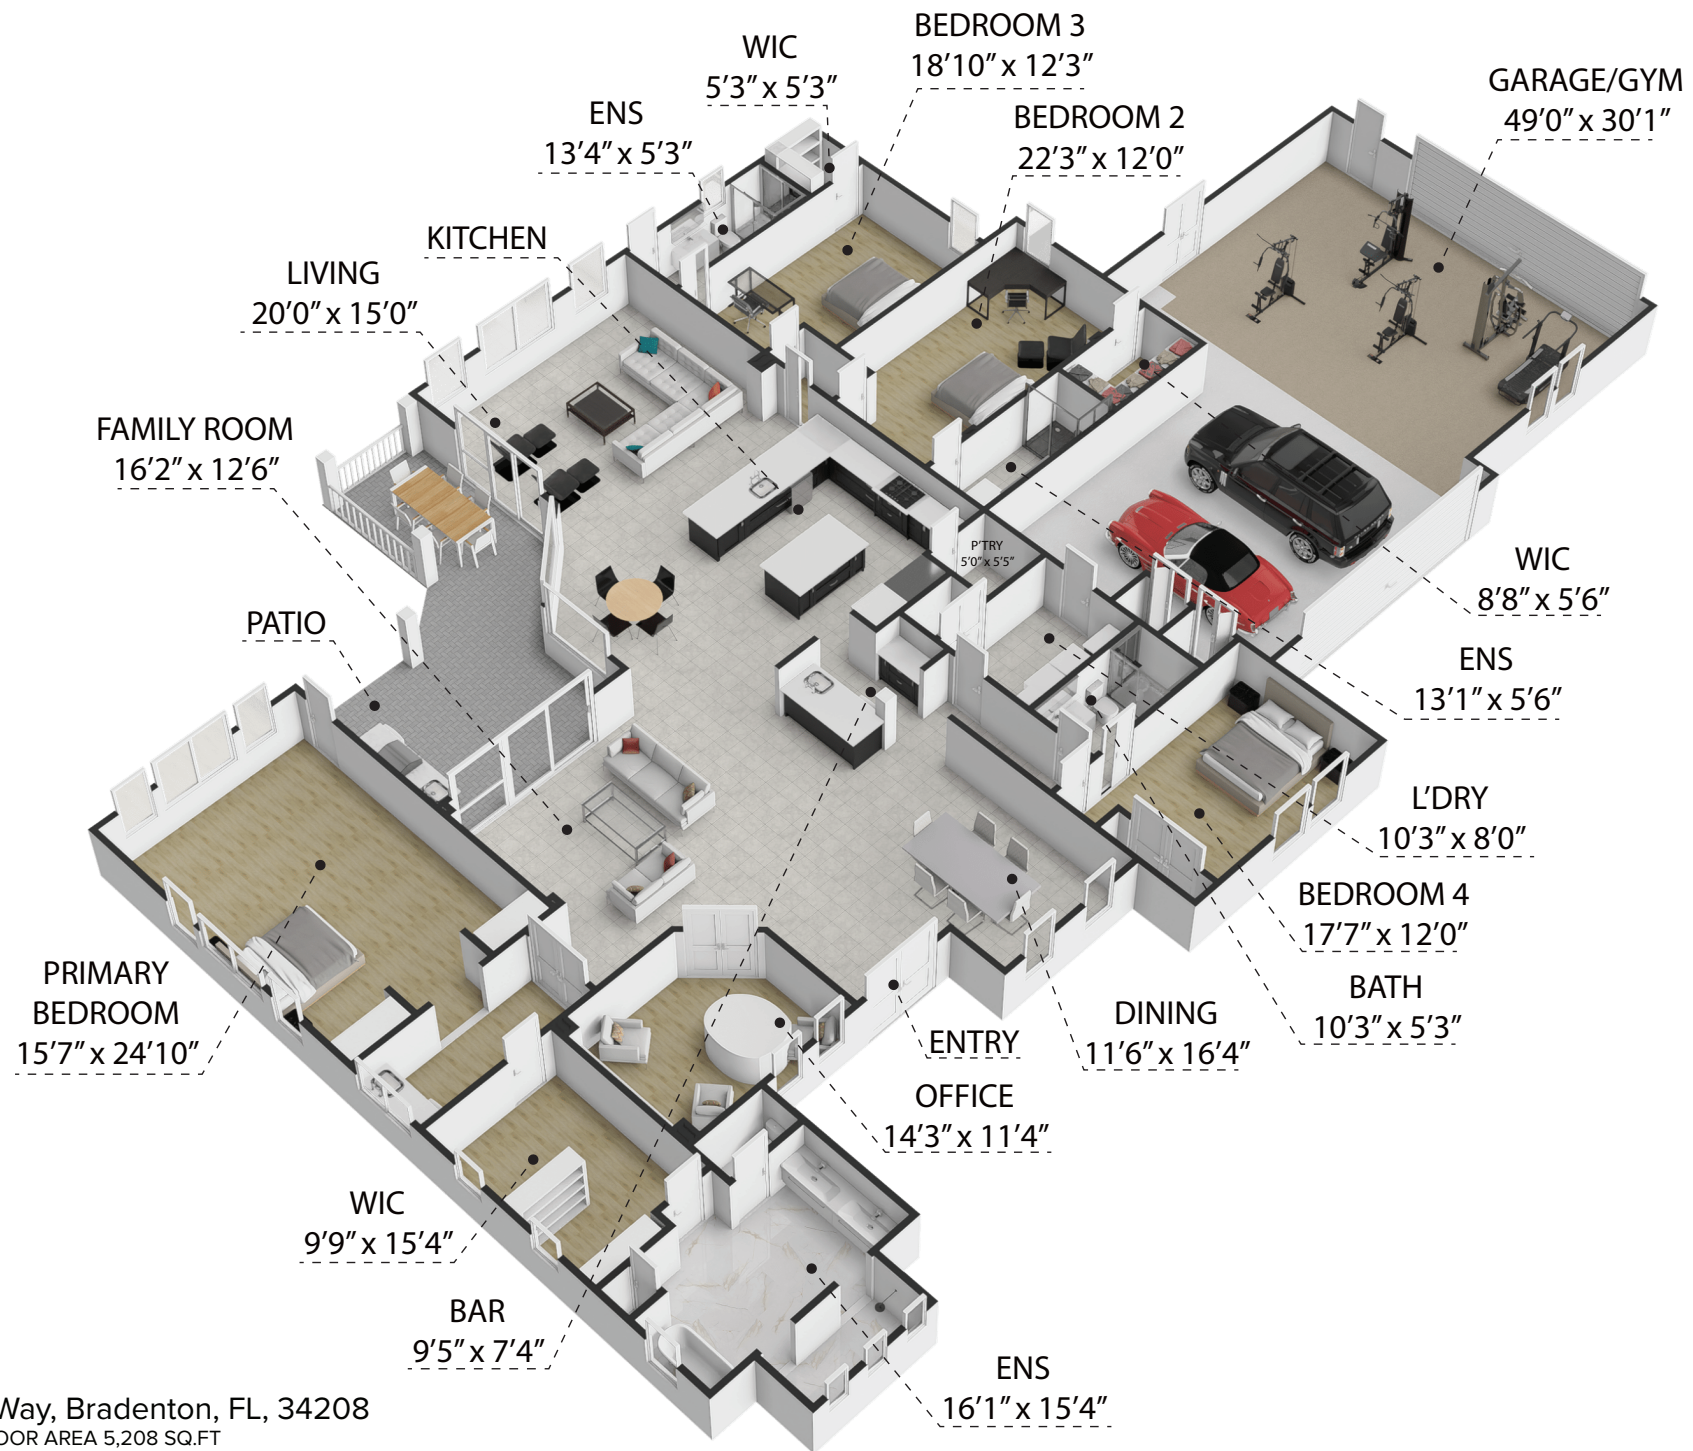 BEDROOM 3
18'10" x 12'3"
WIC
5'3" x 5'3"
GARAGE/GYM
49'0" x 30'1"
ENS
13'4" x 5'3"
BEDROOM 2
22'3" x 12'0"
KITCHEN
LIVING
20'0" x 15'0"
FAMILY ROOM
16'2" x 12'6"
P'TRY
5'0" x 5'5"
WIC
8'8" x 5'6"
PATIO
ENS
13'1" x 5'6"
L'DRY
10'3" x 8'0"
BEDROOM 4
17'7" x 12'0"
PRIMARY
BEDROOM
15'7" x 24'10"
BATH
10'3" x 5'3"
DINING
11'6" x 16'4"
ENTRY
OFFICE
14'3" x 11'4"
WIC
9'9" x 15'4"
BAR
9'5" x 7'4"
ENS
16'1" x 15'4"
Way, Bradenton, FL, 34208
OOR AREA 5,208 SQ.FT